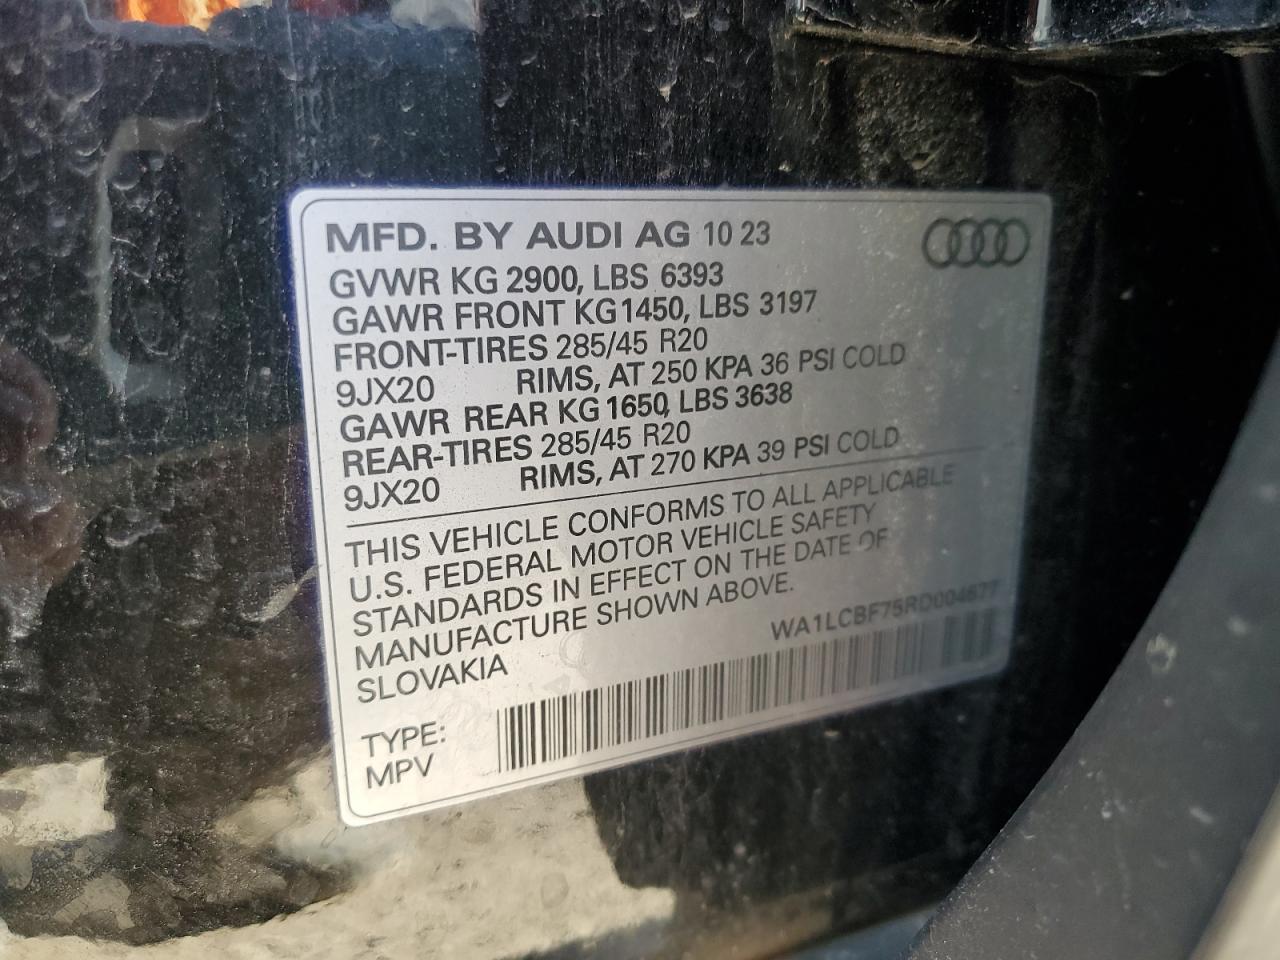 MFD. BY AUDI AG 10 23
GVWR KG 2900, LBS 6393
GAWR FRONT KG 1450, LBS 3197
FRONT-TIRES 285/45 R20
9JX20 RIMS, AT 250 KPA 36 PSI COLD
GAWR REAR KG 1650, LBS 3638
REAR-TIRES 285/45 R20
9JX20 RIMS, AT 270 KPA 39 PSI COLD
THIS VEHICLE CONFORMS TO ALL APPLICABLE
U.S. FEDERAL MOTOR VEHICLE SAFETY
STANDARDS IN EFFECT ON THE DATE OF
MANUFACTURE SHOWN ABOVE.
SLOVAKIA
WA1LCBF75RD004677
TYPE:
MPV